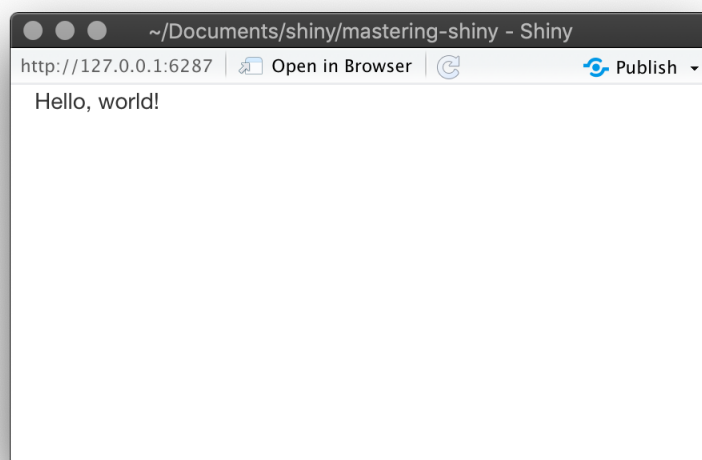 ~/Documents/shiny/mastering-shiny - Shiny
http://127.0.0.1:6287 Open in Browser Publish
Hello, world!